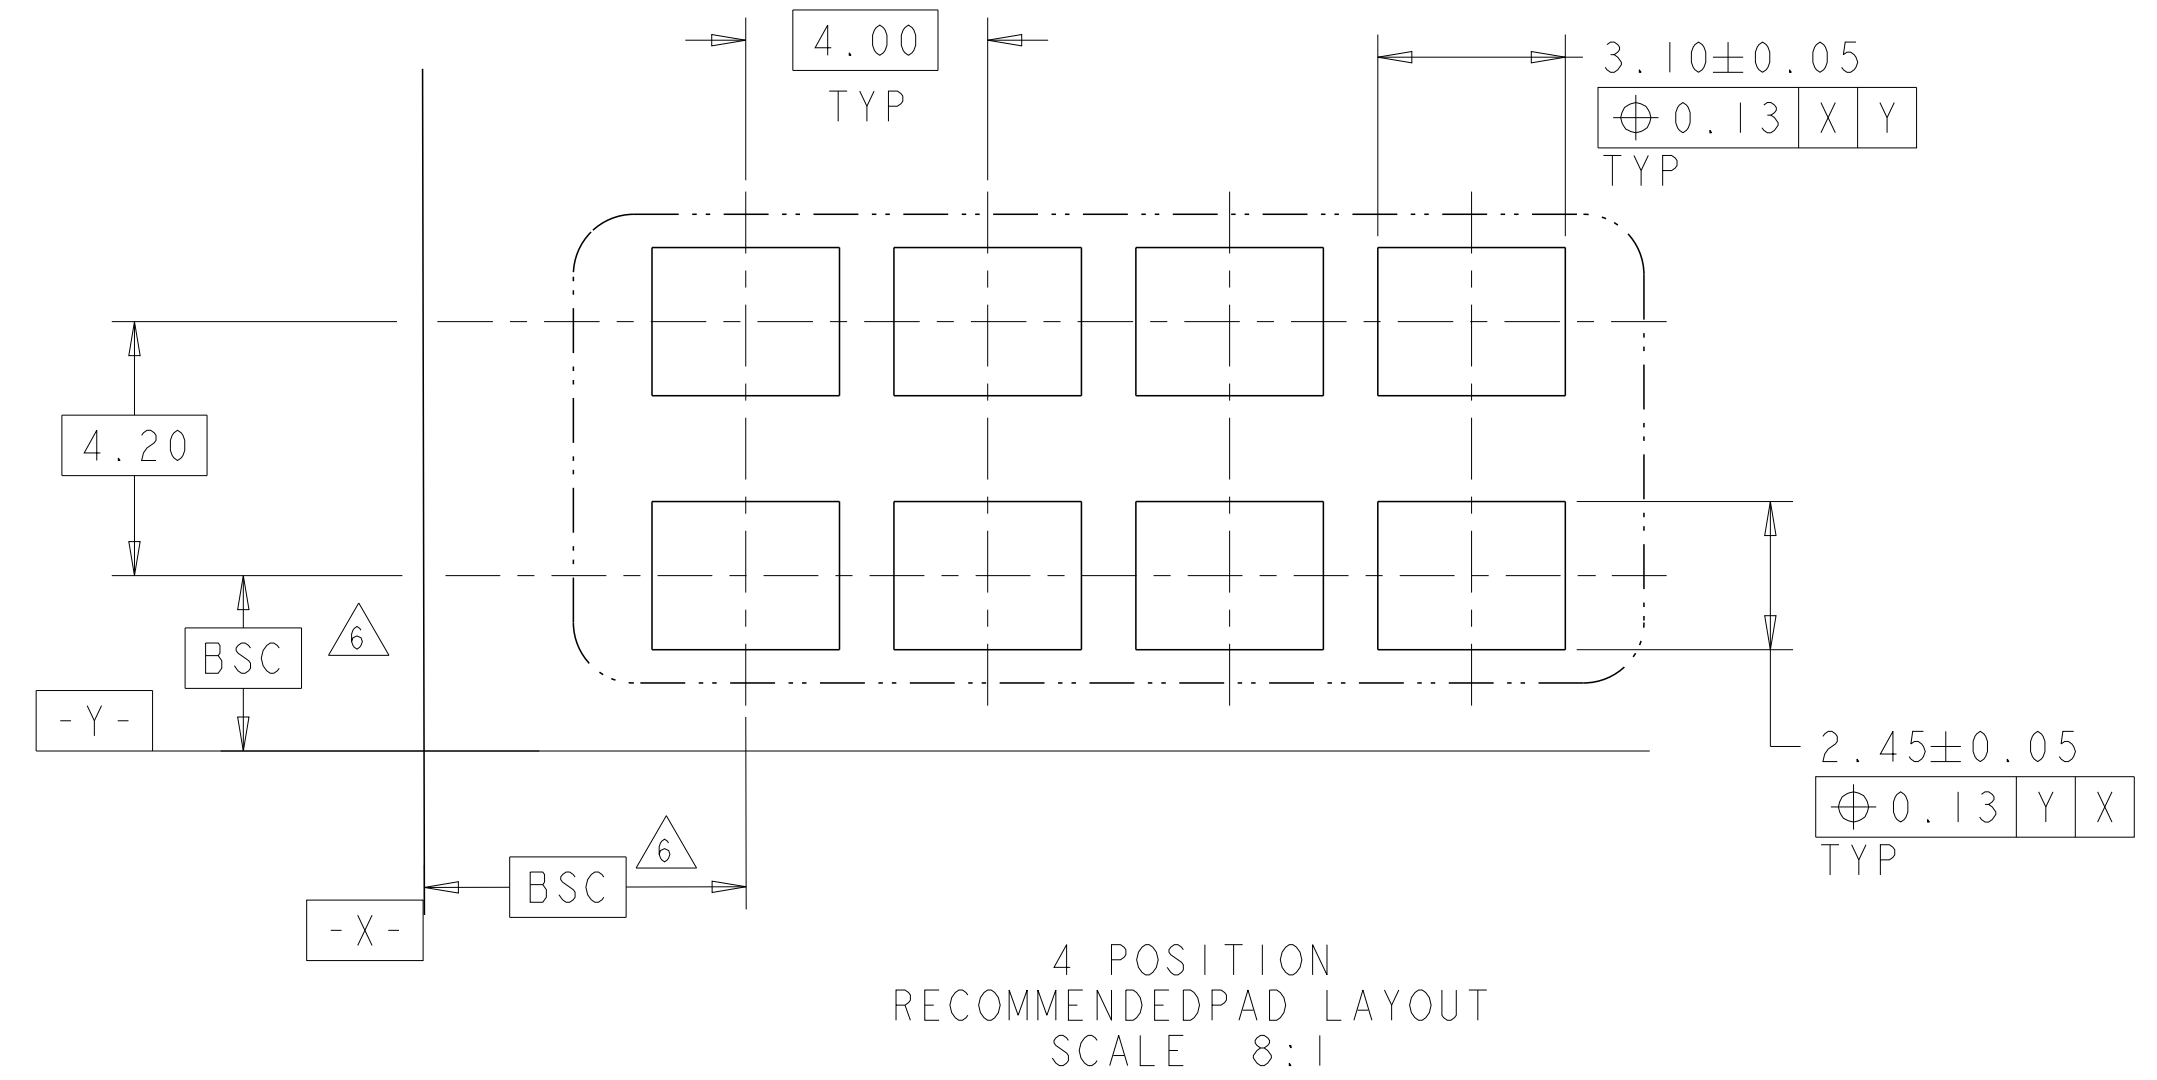 4.00
TYP
3.10±0.05
⌖0.13 X Y
TYP
4.20
BSC
6
-Y-
2.45±0.05
⌖0.13 Y X
TYP
BSC
6
-X-
4 POSITION
RECOMMENDEDPAD LAYOUT
SCALE 8:1